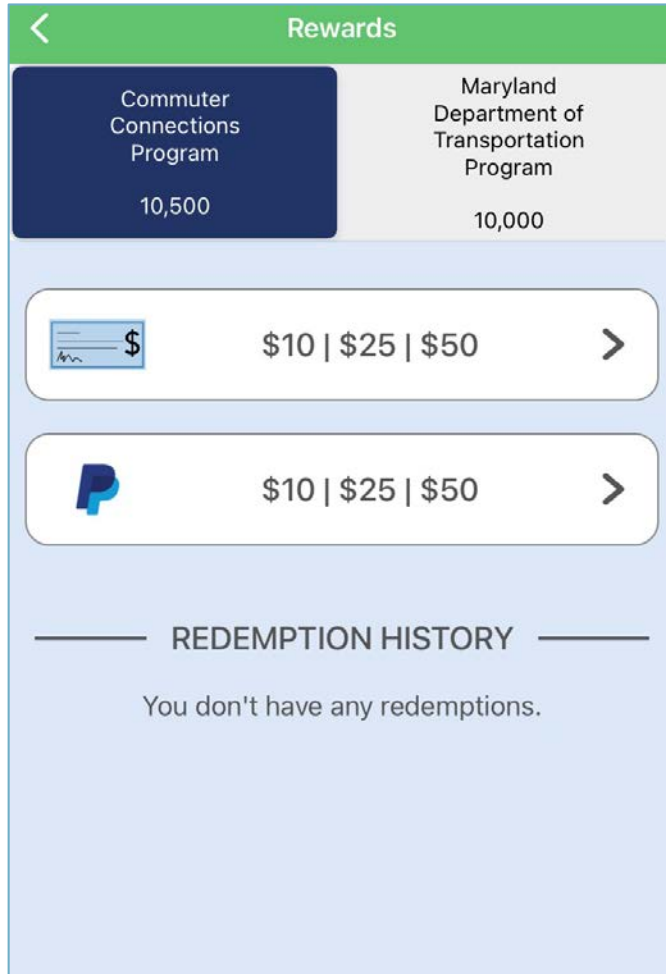 Rewards
Commuter
Connections
Program
10,500
Maryland
Department of
Transportation
Program
10,000
$
$10 | $25 | $50
$10 | $25 | $50
REDEMPTION HISTORY
You don't have any redemptions.